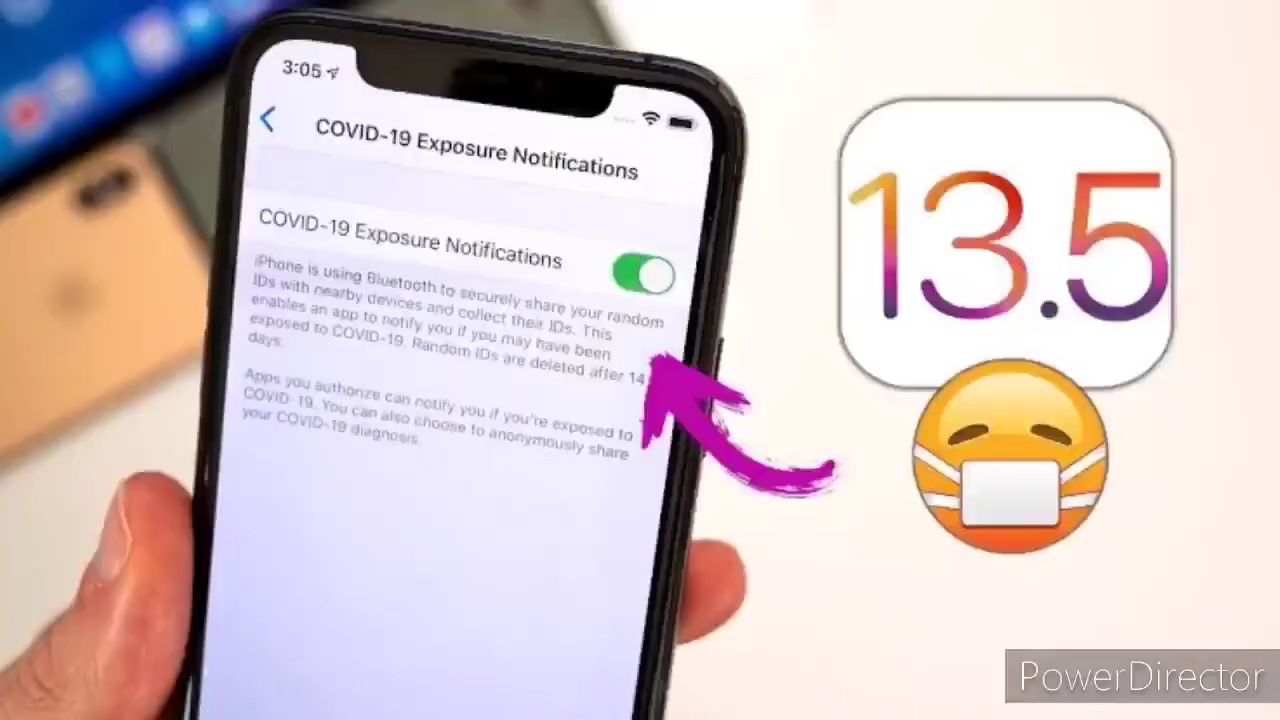 3:05
COVID-19 Exposure Notifications
COVID-19 Exposure Notifications
iPhone is using Bluetooth to securely share your random
IDs with nearby devices and collect their IDs. This
enables an app to notify you if you may have been
exposed to COVID-19. Random IDs are deleted after 14
days.
Apps you authorize can notify you if you're exposed to
COVID-19. You can also choose to anonymously share
your COVID-19 diagnosis.
13.5
PowerDirector